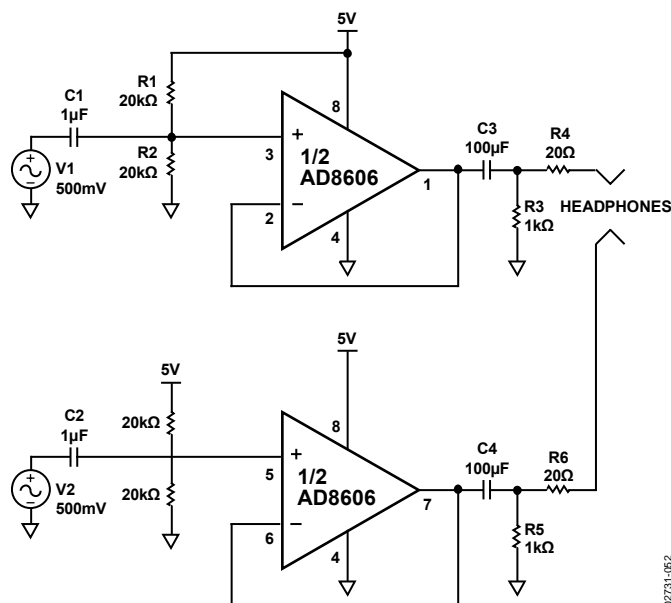 5V
R1
20kΩ
C1
1µF
V1
500mV
R2
20kΩ
8
3
+
1/2
AD8606
1
2
−
4
C3
100µF
R4
20Ω
R3
1kΩ
HEADPHONES
5V
5V
C2
1µF
V2
500mV
20kΩ
20kΩ
8
5
+
1/2
AD8606
7
6
−
4
C4
100µF
R6
20Ω
R5
1kΩ
02731-052